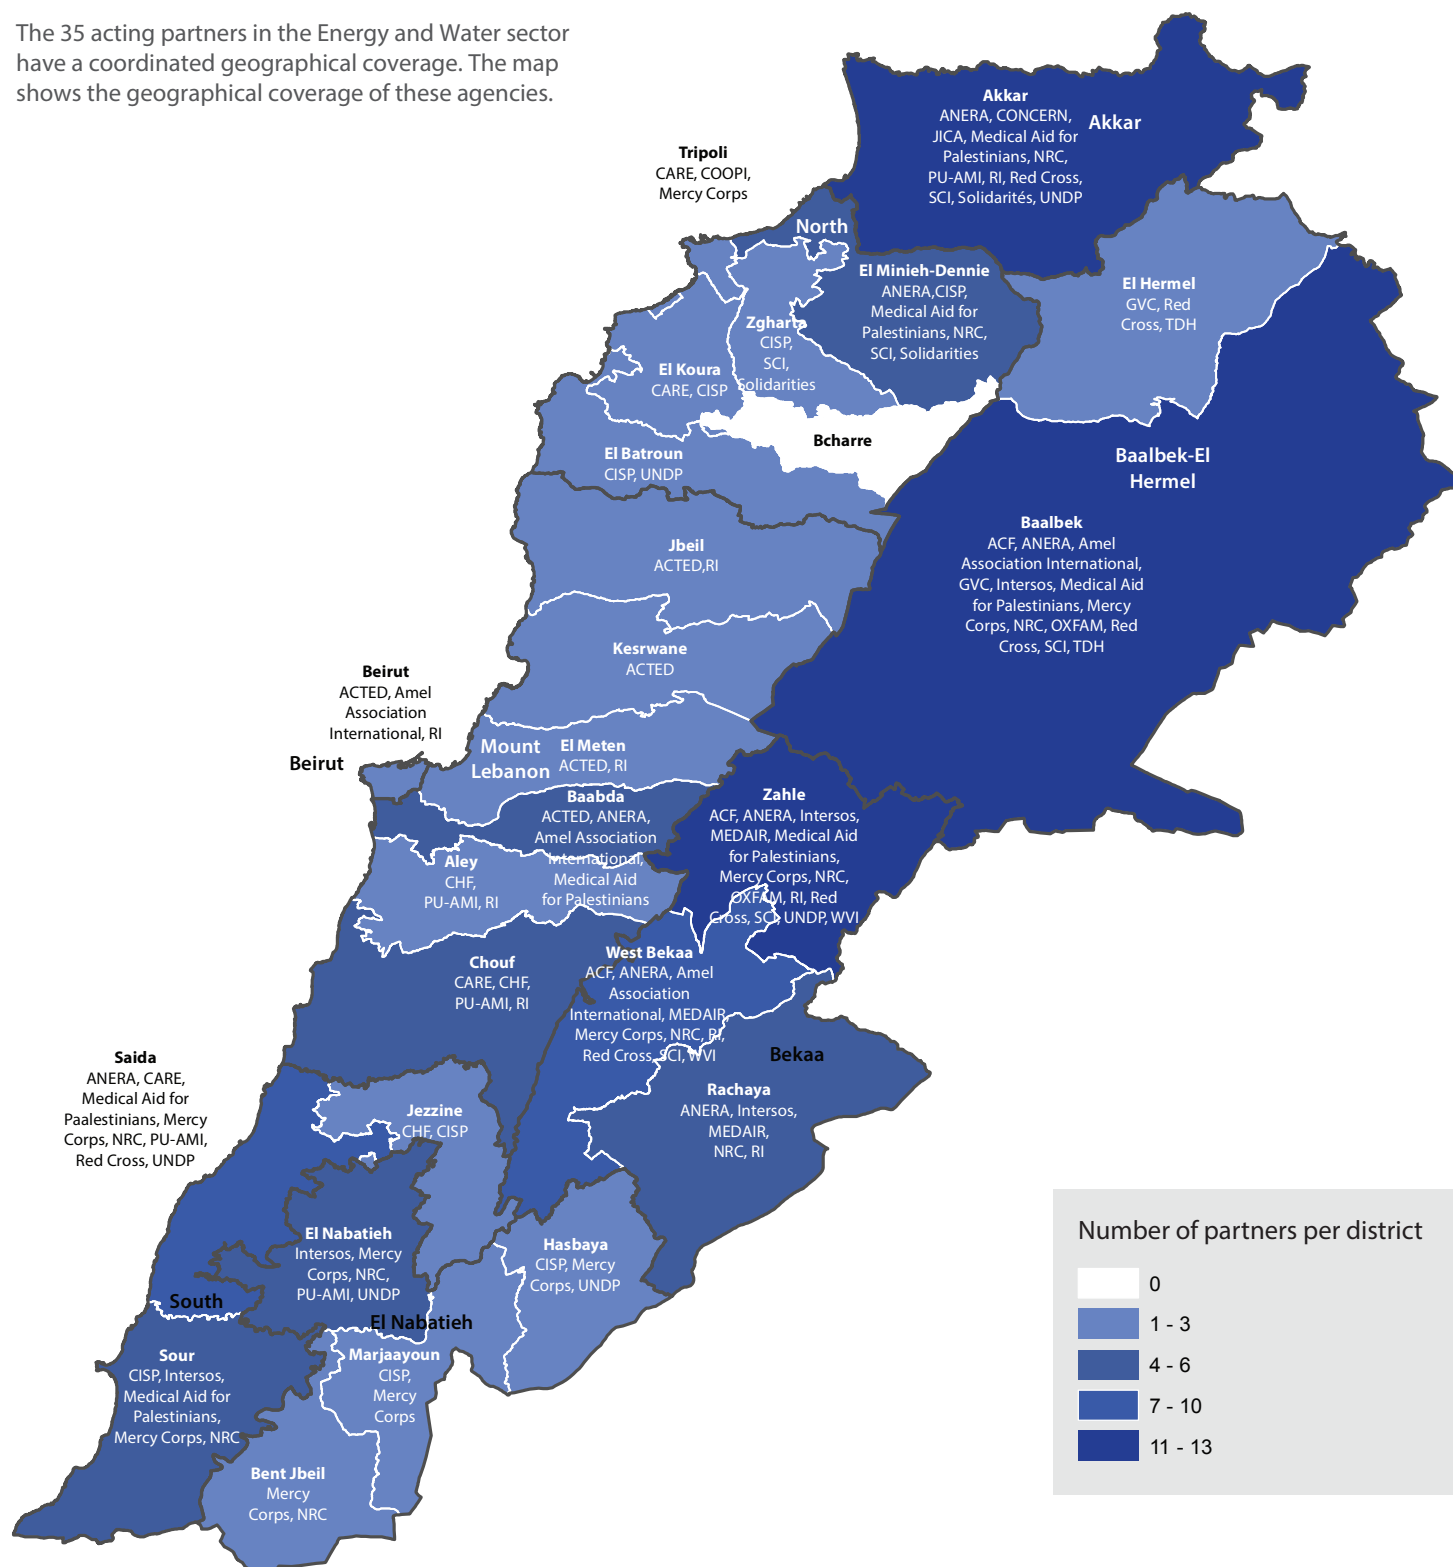 The 35 acting partners in the Energy and Water sector
have a coordinated geographical coverage. The map
shows the geographical coverage of these agencies.
Akkar
ANERA, CONCERN,
JICA, Medical Aid for
Palestinians, NRC,
PU-AMI, RI, Red Cross,
SCI, Solidarités, UNDP
Akkar
Tripoli
CARE, COOPI,
Mercy Corps
North
El Minieh-Dennie
ANERA,CISP,
Medical Aid for
Palestinians, NRC,
SCI, Solidarities
El Hermel
GVC, Red
Cross, TDH
Zgharta
CISP,
SCI,
Solidarities
El Koura
CARE, CISP
Bcharre
El Batroun
CISP, UNDP
Baalbek-El
Hermel
Baalbek
ACF, ANERA, Amel
Association International,
GVC, Intersos, Medical Aid
for Palestinians, Mercy
Corps, NRC, OXFAM, Red
Cross, SCI, TDH
Jbeil
ACTED,RI
Kesrwane
ACTED
Beirut
ACTED, Amel
Association
International, RI
Beirut
Mount
Lebanon
El Meten
ACTED, RI
Baabda
ACTED, ANERA,
Amel Association
International,
Medical Aid
for Palestinians
Zahle
ACF, ANERA, Intersos,
MEDAIR, Medical Aid
for Palestinians,
Mercy Corps, NRC,
OXFAM, RI, Red
Cross, SCI, UNDP, WVI
Aley
CHF,
PU-AMI, RI
Chouf
CARE, CHF,
PU-AMI, RI
West Bekaa
ACF, ANERA, Amel
Association
International, MEDAIR,
Mercy Corps, NRC, RI,
Red Cross, SCI, WVI
Bekaa
Rachaya
ANERA, Intersos,
MEDAIR,
NRC, RI
Saida
ANERA, CARE,
Medical Aid for
Paalestinians, Mercy
Corps, NRC, PU-AMI,
Red Cross, UNDP
Jezzine
CHF, CISP
El Nabatieh
Intersos, Mercy
Corps, NRC,
PU-AMI, UNDP
Hasbaya
CISP, Mercy
Corps, UNDP
South
El Nabatieh
Sour
CISP, Intersos,
Medical Aid for
Palestinians,
Mercy Corps, NRC
Marjaayoun
CISP,
Mercy
Corps
Bent Jbeil
Mercy
Corps, NRC
Number of partners per district
0
1 - 3
4 - 6
7 - 10
11 - 13